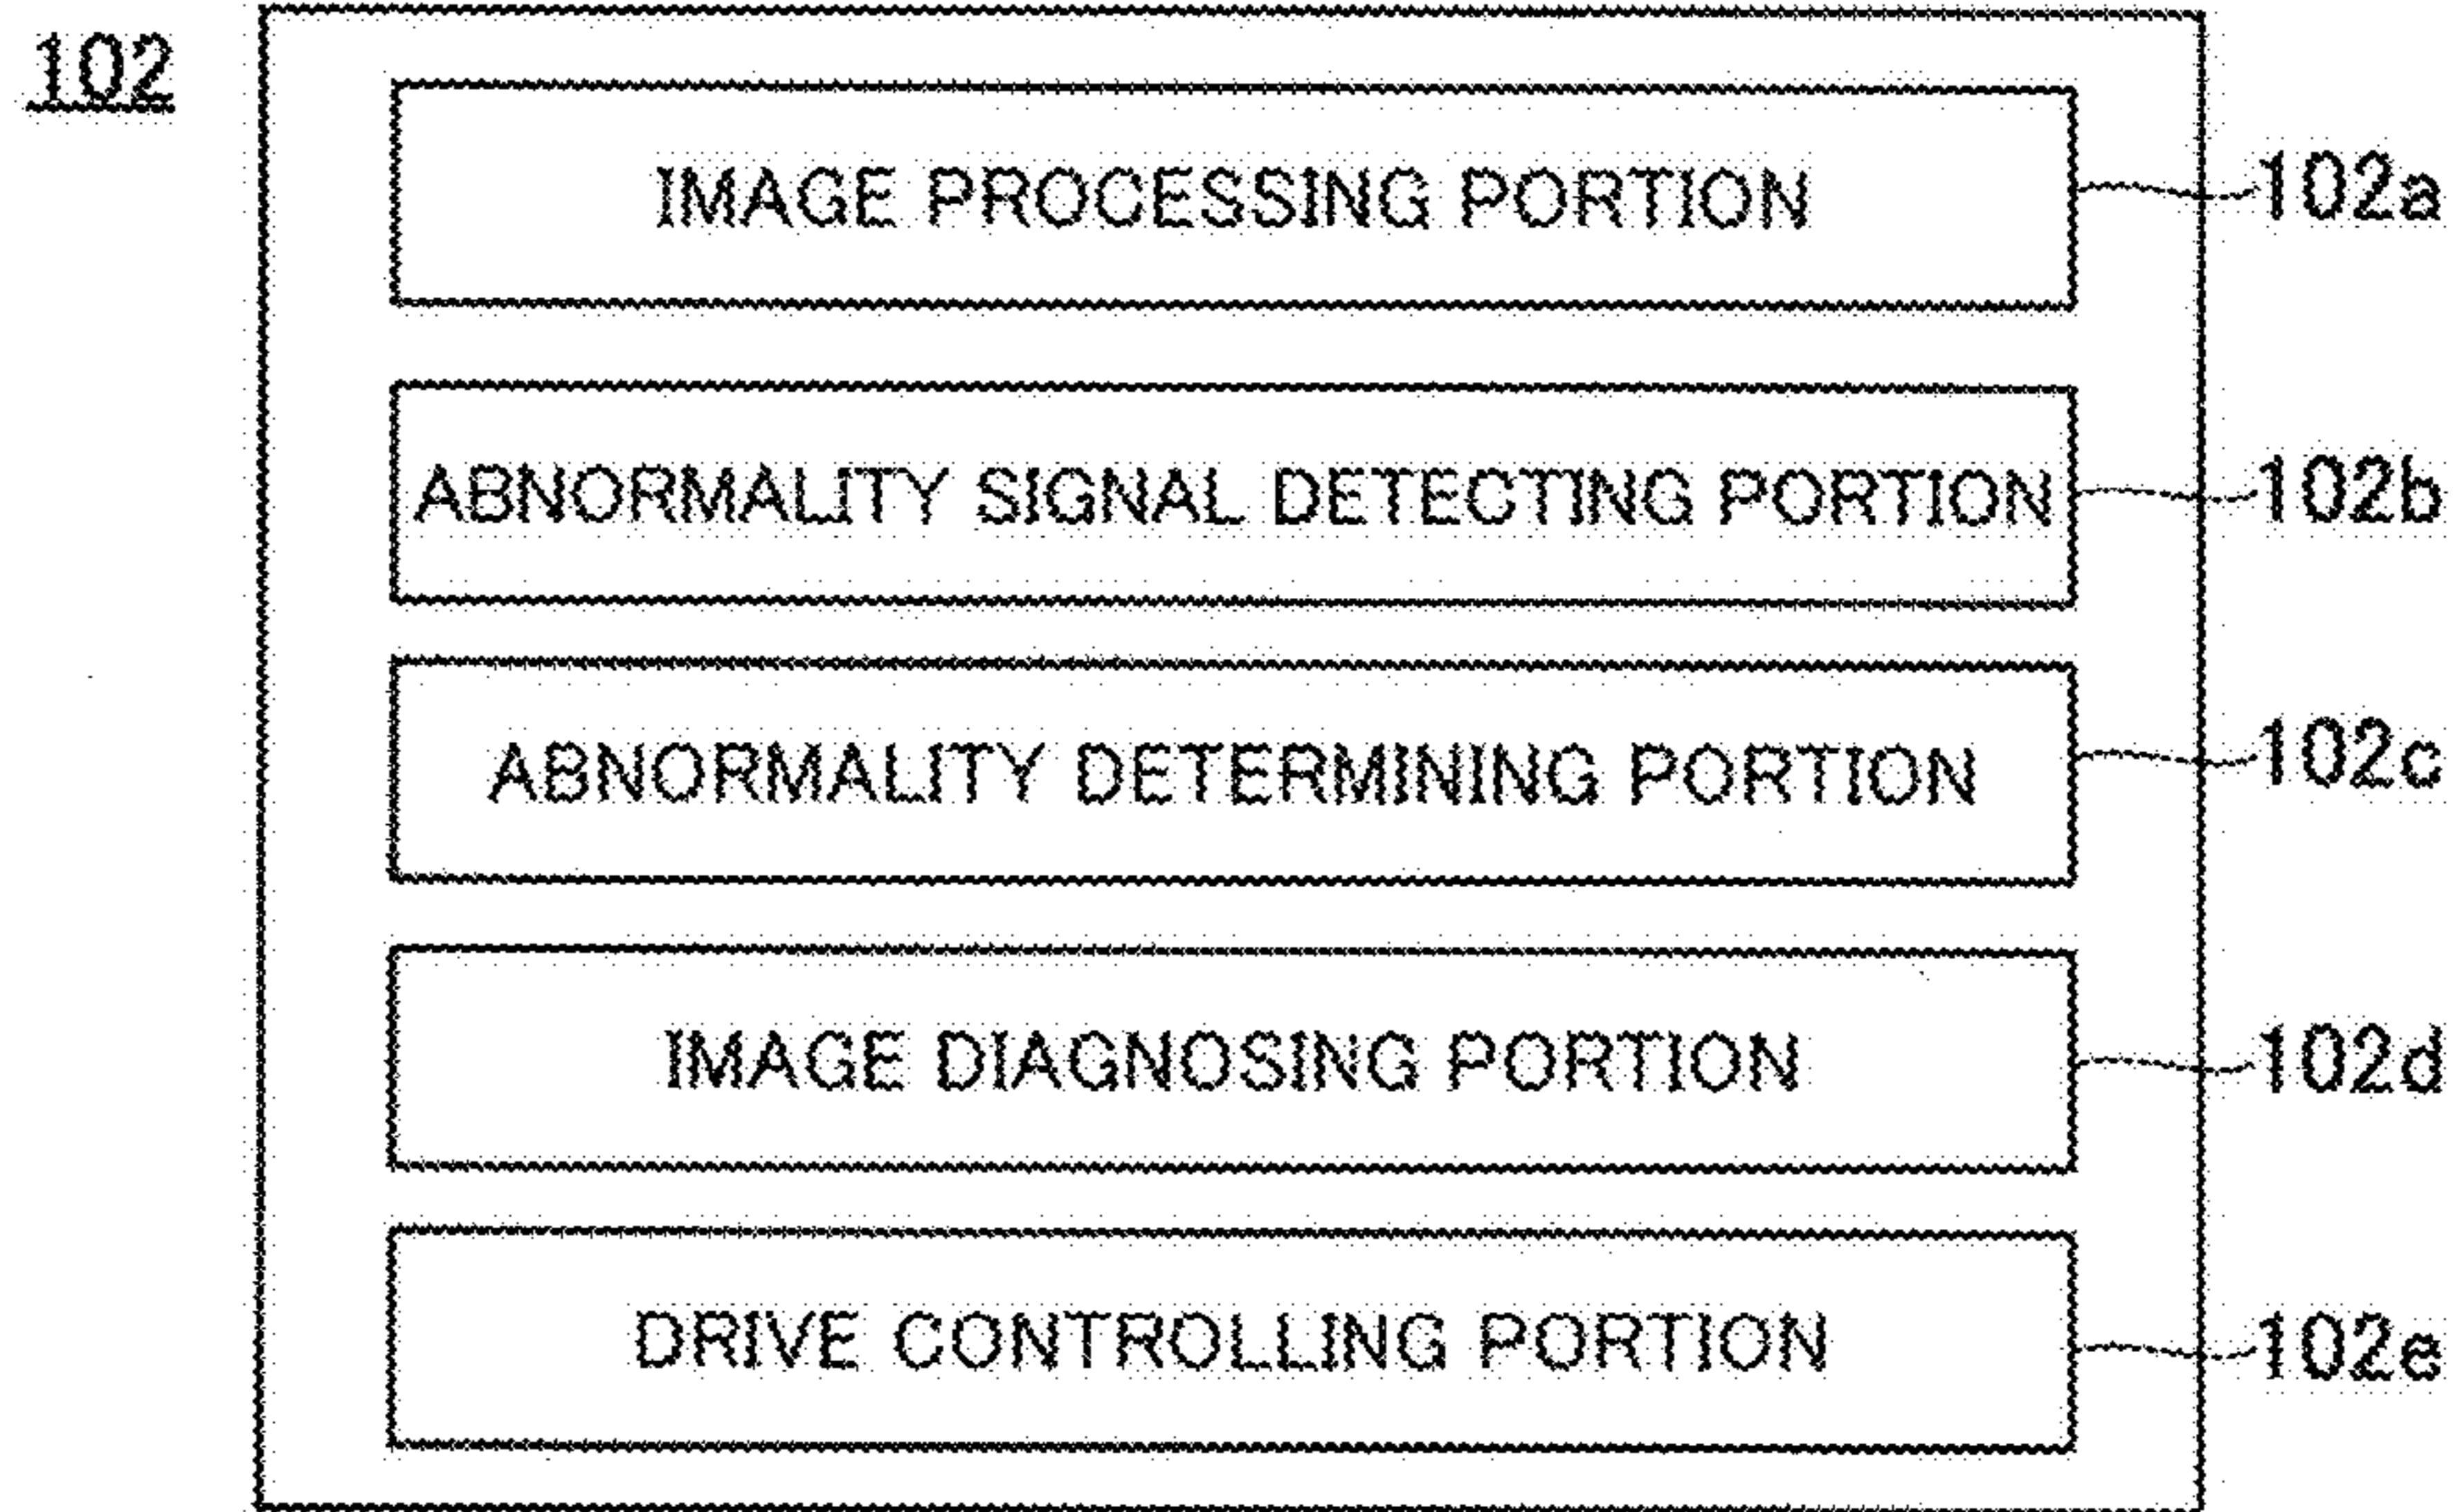 102
IMAGE PROCESSING PORTION 102a
ABNORMALITY SIGNAL DETECTING PORTION 102b
ABNORMALITY DETERMINING PORTION 102c
IMAGE DIAGNOSING PORTION 102d
DRIVE CONTROLLING PORTION 102e